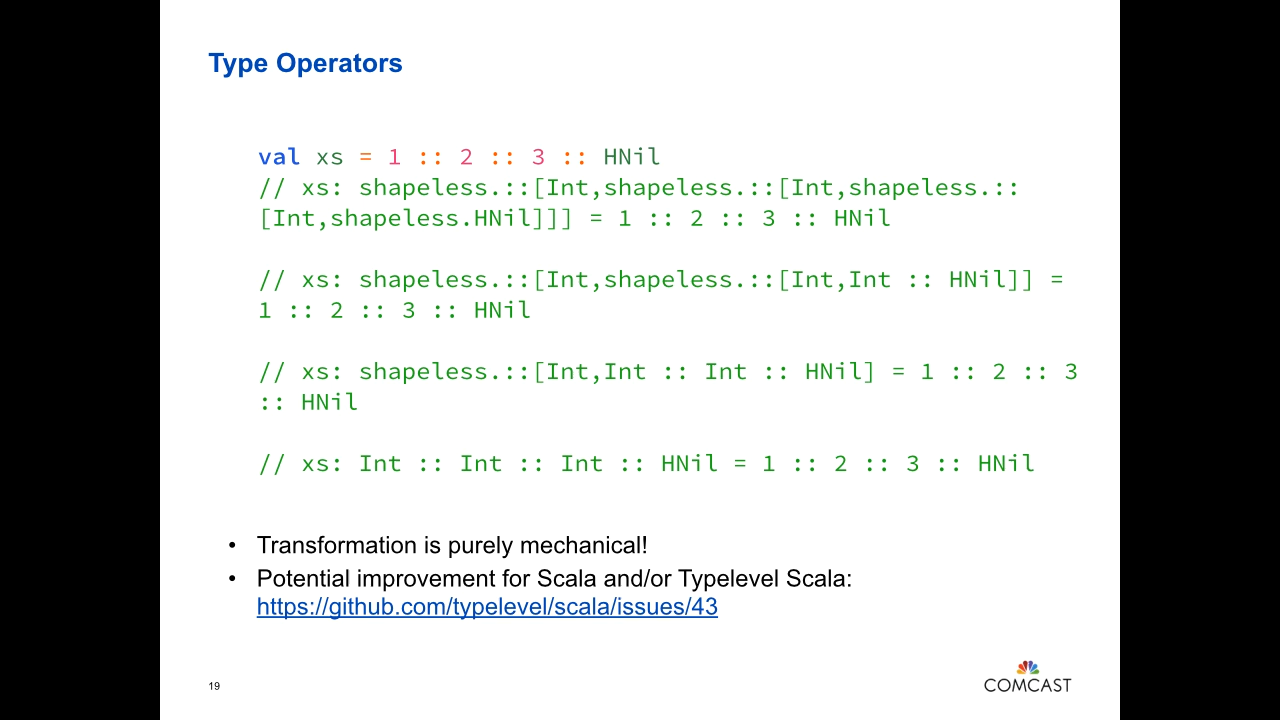 Type Operators
val xs = 1 :: 2 :: 3 :: HNil
// xs: shapeless.::[Int,shapeless.::[Int,shapeless.::
[Int,shapeless.HNil]]] = 1 :: 2 :: 3 :: HNil
// xs: shapeless.::[Int,shapeless.::[Int,Int :: HNil]] =
1 :: 2 :: 3 :: HNil
// xs: shapeless.::[Int,Int :: Int :: HNil] = 1 :: 2 :: 3
:: HNil
// xs: Int :: Int :: Int :: HNil = 1 :: 2 :: 3 :: HNil
• Transformation is purely mechanical!
• Potential improvement for Scala and/or Typelevel Scala:
https://github.com/typelevel/scala/issues/43
19
COMCAST